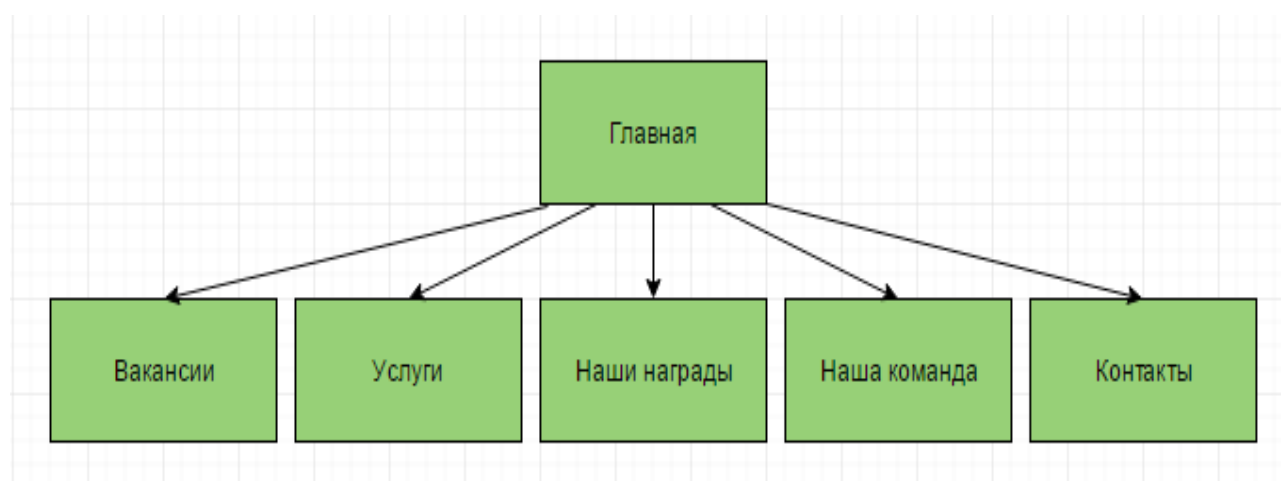 Главная
Вакансии
Услуги
Наши награды
Наша команда
Контакты